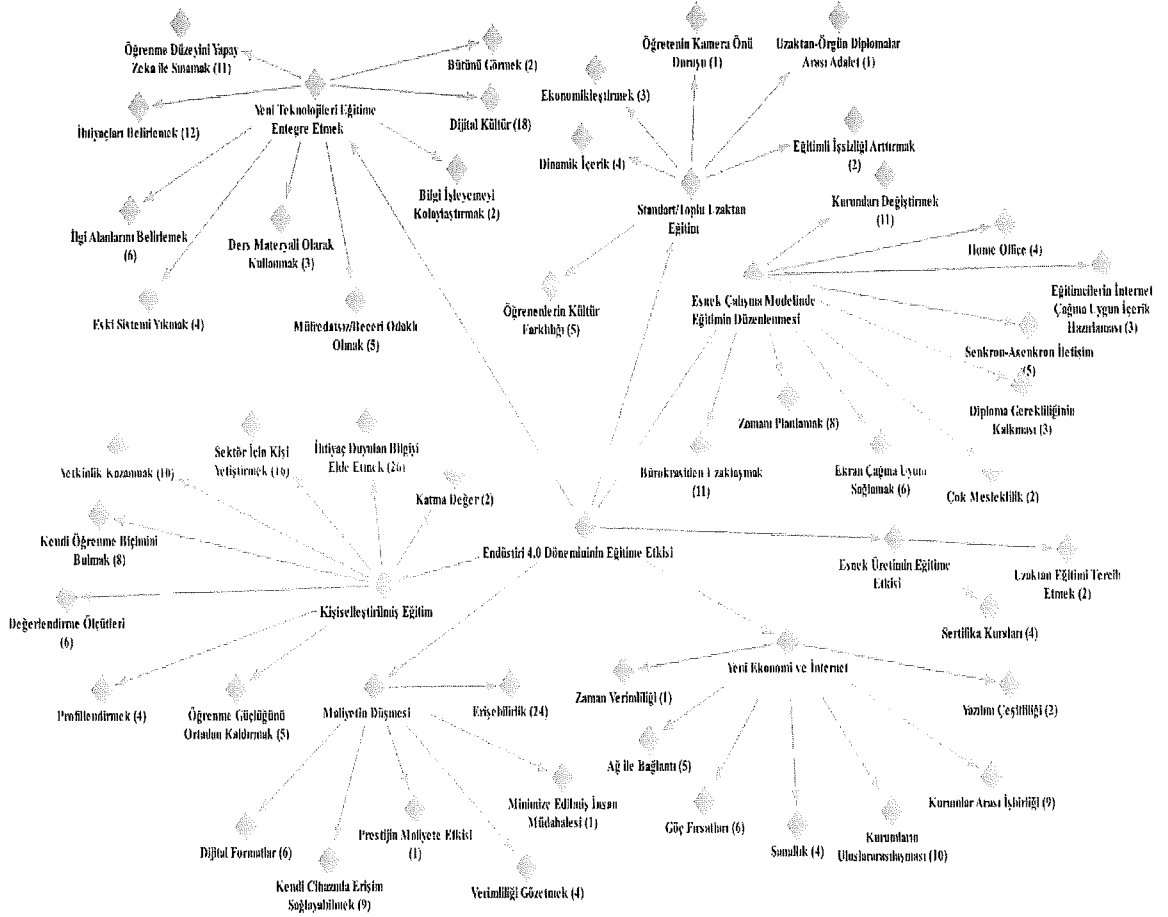 Öğrenme Düzeyini Yapay
Zeka ile Sınamak (11)
Bütünü Görmek (2)
İhtiyaçları Belirlemek (12)
Yeni Teknolojileri Eğitime
Entegre Etmek
Dijital Kültür (18)
Bilgi İşleyemeyi
Kolaylaştırmak (2)
İlgi Alanlarını Belirlemek
(6)
Ders Materyali Olarak
Kullanmak (3)
Eski Sistemi Yıkmak (4)
Müfredatsız/Beceri Odaklı
Olmak (5)
Öğretenin Kamera Önü
Duruşu (1)
Uzaktan-Örgün Diplomalar
Arası Adalet (1)
Ekonomikleştirmek (3)
Dinamik İçerik (4)
Eğitimli İşsizliği Arttırmak
(2)
Standart/Toplu Uzaktan
Eğitim
Öğrenenlerin Kültür
Farklılığı (5)
Kurumları Değiştirmek
(11)
Home Office (4)
Esnek Çalışma Modelinde
Eğitimin Düzenlenmesi
Eğitimcilerin İnternet
Çağına Uygun İçerik
Hazırlaması (3)
Senkron-Asenkron İletişim
(5)
Diploma Gerekliliğinin
Kalkması (3)
Zamanı Planlamak (8)
Bürokrasiden Uzaklaşmak
(11)
Ekran Çağına Uyum
Sağlamak (6)
Çok Mesleklilik (2)
Yetkinlik Kazanmak (10)
Sektör İçin Kişi
Yetiştirmek (16)
İhtiyaç Duyulan Bilgiyi
Elde Etmek (26)
Katma Değer (2)
Kendi Öğrenme Biçimini
Bulmak (8)
Endüstiri 4.0 Dönemininin Eğitime Etkisi
Esnek Üretimin Eğitime
Etkisi
Uzaktan Eğitimi Tercih
Etmek (2)
Sertifika Kursları (4)
Değerlendirme Ölçütleri
(6)
Kişiselleştirilmiş Eğitim
Profillendirmek (4)
Öğrenme Güçlüğünü
Ortadan Kaldırmak (5)
Maliyetin Düşmesi
Erişebilirlik (24)
Yeni Ekonomi ve İnternet
Zaman Verimliliği (1)
Yazılım Çeşitliliği (2)
Ağ ile Bağlantı (5)
Minimize Edilmiş İnsan
Müdahalesi (1)
Kurumlar Arası İşbirliği (9)
Göç Fırsatları (6)
Sanallık (4)
Kurumların
Uluslararasılaşması (10)
Prestijin Maliyete Etkisi
(1)
Dijital Formatlar (6)
Kendi Cihazında Erişim
Sağlayabilmek (9)
Verimliliği Gözetmek (4)